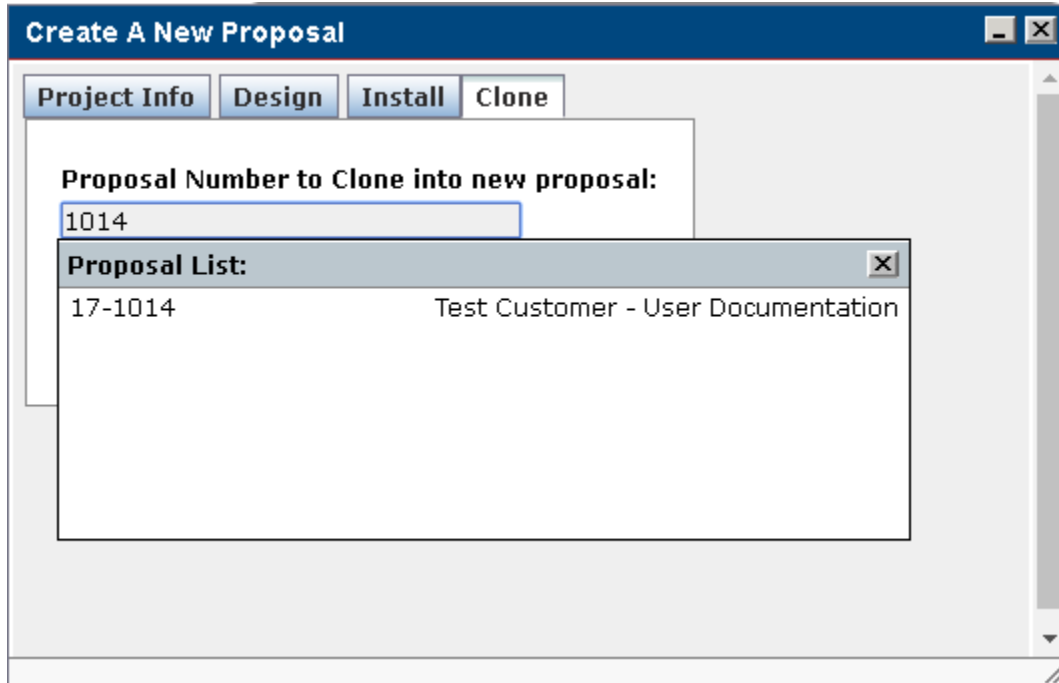 Create A New Proposal
Project Info Design Install Clone
Proposal Number to Clone into new proposal:
1014
Proposal List:
17-1014 Test Customer - User Documentation